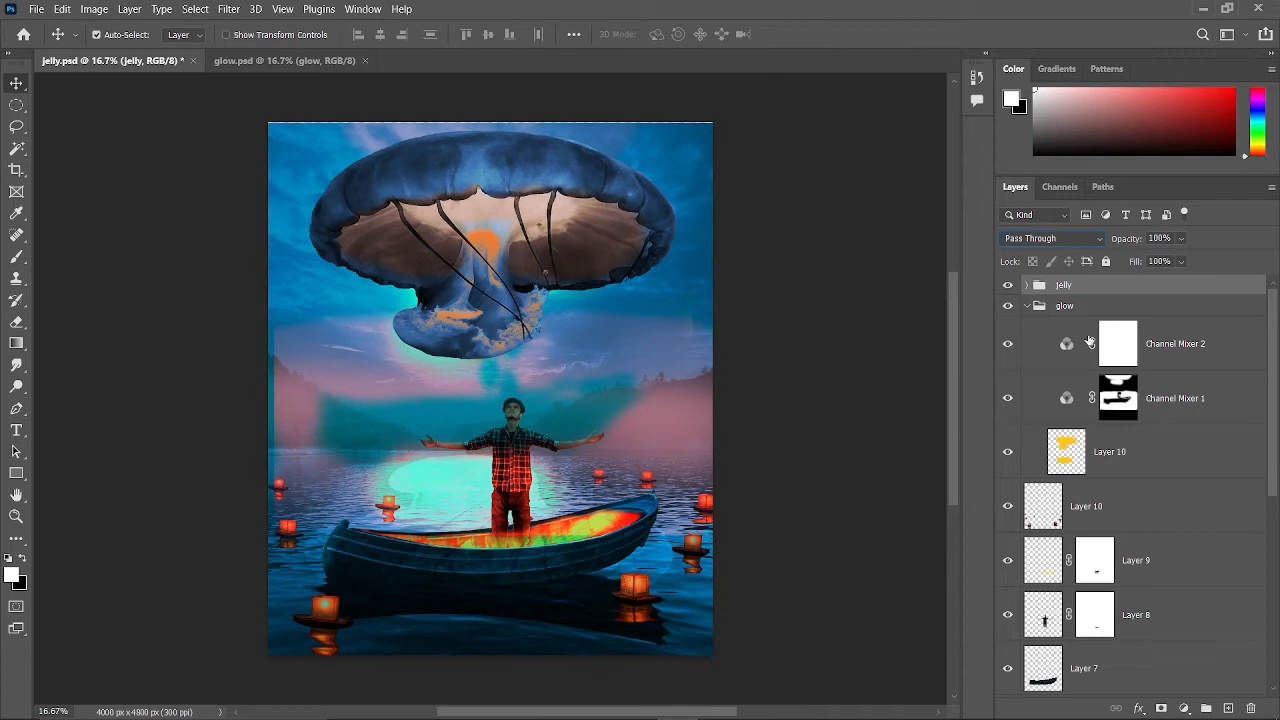 Ps File Edit Image Layer Type Select Filter 3D View Plugins Window Help
Auto-Select: Layer Show Transform Controls 3D Mode:
jelly.psd @ 16.7% (jelly, RGB/8) * × glow.psd @ 16.7% (glow, RGB/8) ×
Color Gradients Patterns
Layers Channels Paths
Kind
Pass Through Opacity: 100%
Lock: Fill: 100%
jelly
glow
Channel Mixer 2
Channel Mixer 1
Layer 10
Layer 10
Layer 9
Layer 8
Layer 7
16.67% 4000 px x 4800 px (300 ppi)